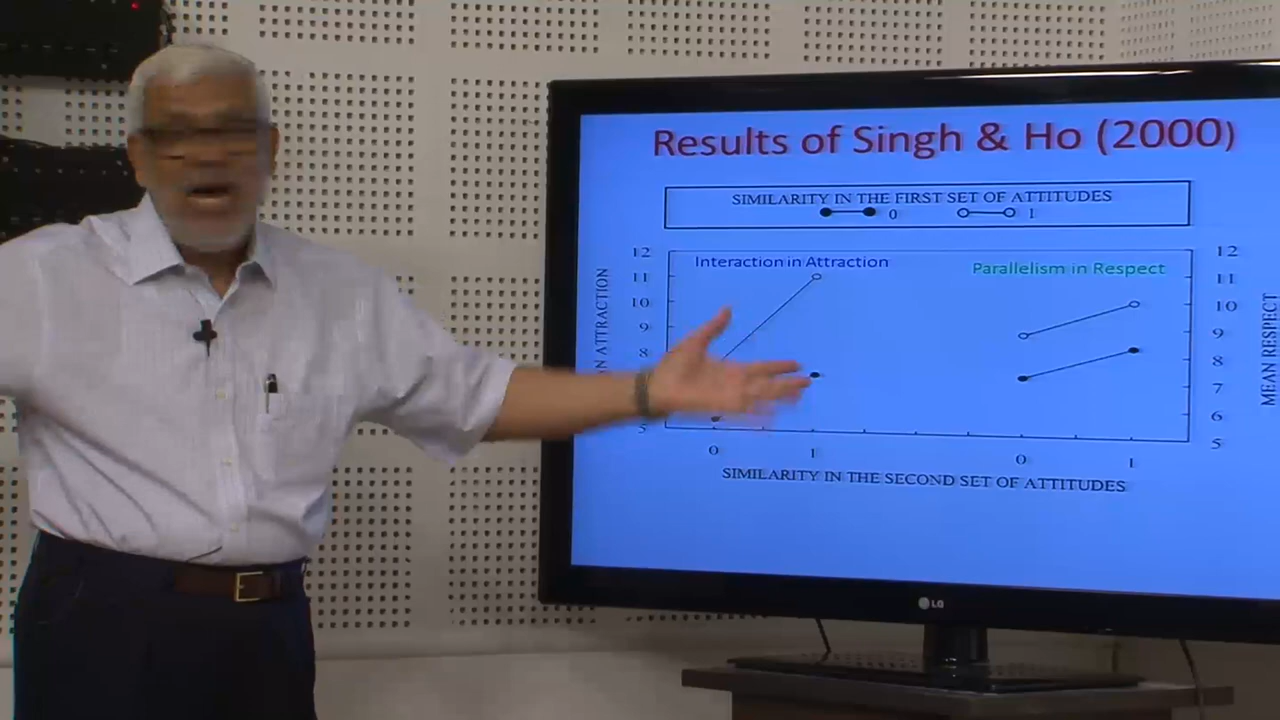 Results of Singh & Ho (2000)
SIMILARITY IN THE FIRST SET OF ATTITUDES
0 1
Interaction in Attraction
Parallelism in Respect
12
11
10
9
8
5
N ATTRACTION
12
11
10
9
8
7
6
5
MEAN RESPECT
0 1 0 1
SIMILARITY IN THE SECOND SET OF ATTITUDES
LG